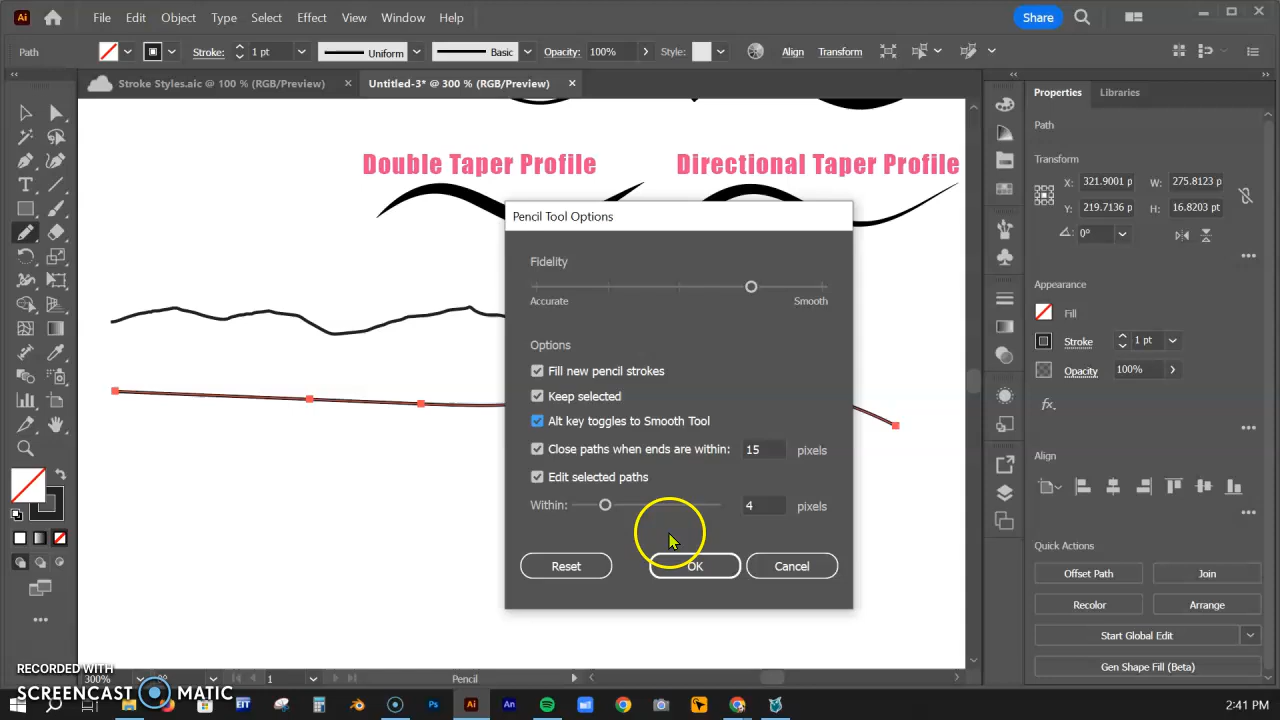 Ai File Edit Object Type Select Effect View Window Help Share
Path Stroke: 1 pt Uniform Basic Opacity: 100% Style: Align Transform
Stroke Styles.aic @ 100 % (RGB/Preview) × Untitled-3* @ 300 % (RGB/Preview) ×
Properties Libraries
Path
Transform
X: 321.9001 p W: 275.8123 p
Y: 219.7136 p H: 16.8203 pt
0°
Appearance
Fill
Stroke 1 pt
Opacity 100%
fx.
Align
Quick Actions
Offset Path Join
Recolor Arrange
Start Global Edit
Gen Shape Fill (Beta)
Double Taper Profile Directional Taper Profile
Pencil Tool Options
Fidelity
Accurate Smooth
Options
Fill new pencil strokes
Keep selected
Alt key toggles to Smooth Tool
Close paths when ends are within: 15 pixels
Edit selected paths
Within: 4 pixels
Reset OK Cancel
300% 0° 1 Pencil
RECORDED WITH
SCREENCAST MATIC
EIT Ps Ai An
2:41 PM